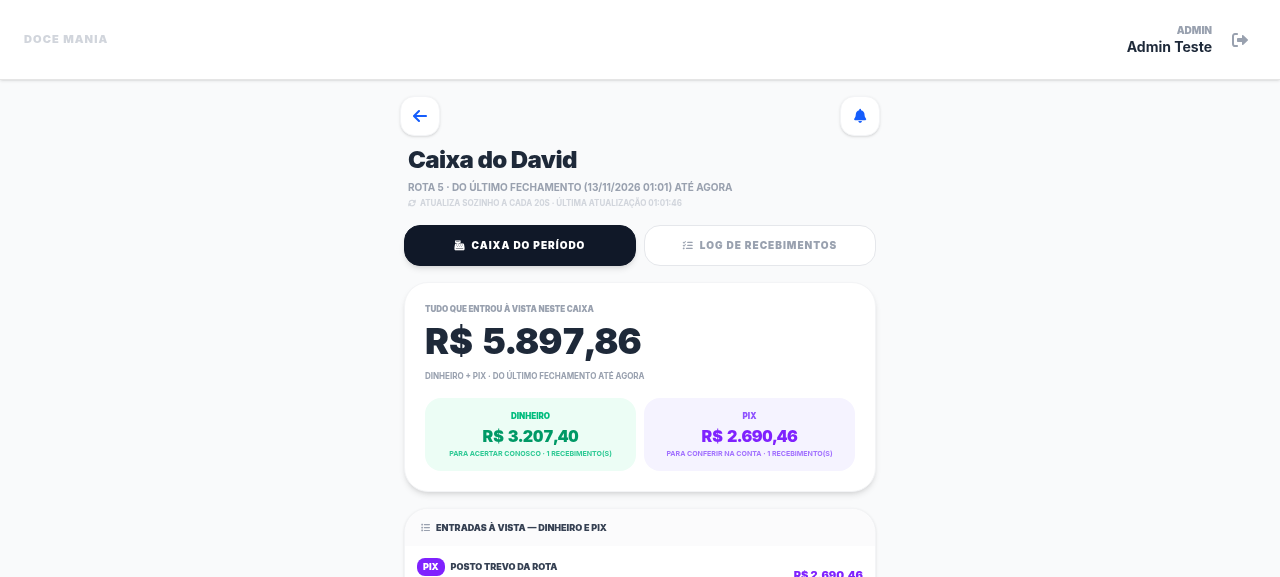 DOCE MANIA
ADMIN
Admin Teste
Caixa do David
ROTA 5 · DO ÚLTIMO FECHAMENTO (13/11/2026 01:01) ATÉ AGORA
ATUALIZA SOZINHO A CADA 20S · ÚLTIMA ATUALIZAÇÃO 01:01:46
CAIXA DO PERÍODO
LOG DE RECEBIMENTOS
TUDO QUE ENTROU À VISTA NESTE CAIXA
R$ 5.897,86
DINHEIRO + PIX · DO ÚLTIMO FECHAMENTO ATÉ AGORA
DINHEIRO
R$ 3.207,40
PARA ACERTAR CONOSCO · 1 RECEBIMENTO(S)
PIX
R$ 2.690,46
PARA CONFERIR NA CONTA · 1 RECEBIMENTO(S)
ENTRADAS À VISTA — DINHEIRO E PIX
PIX POSTO TREVO DA ROTA
R$ 2.690,46